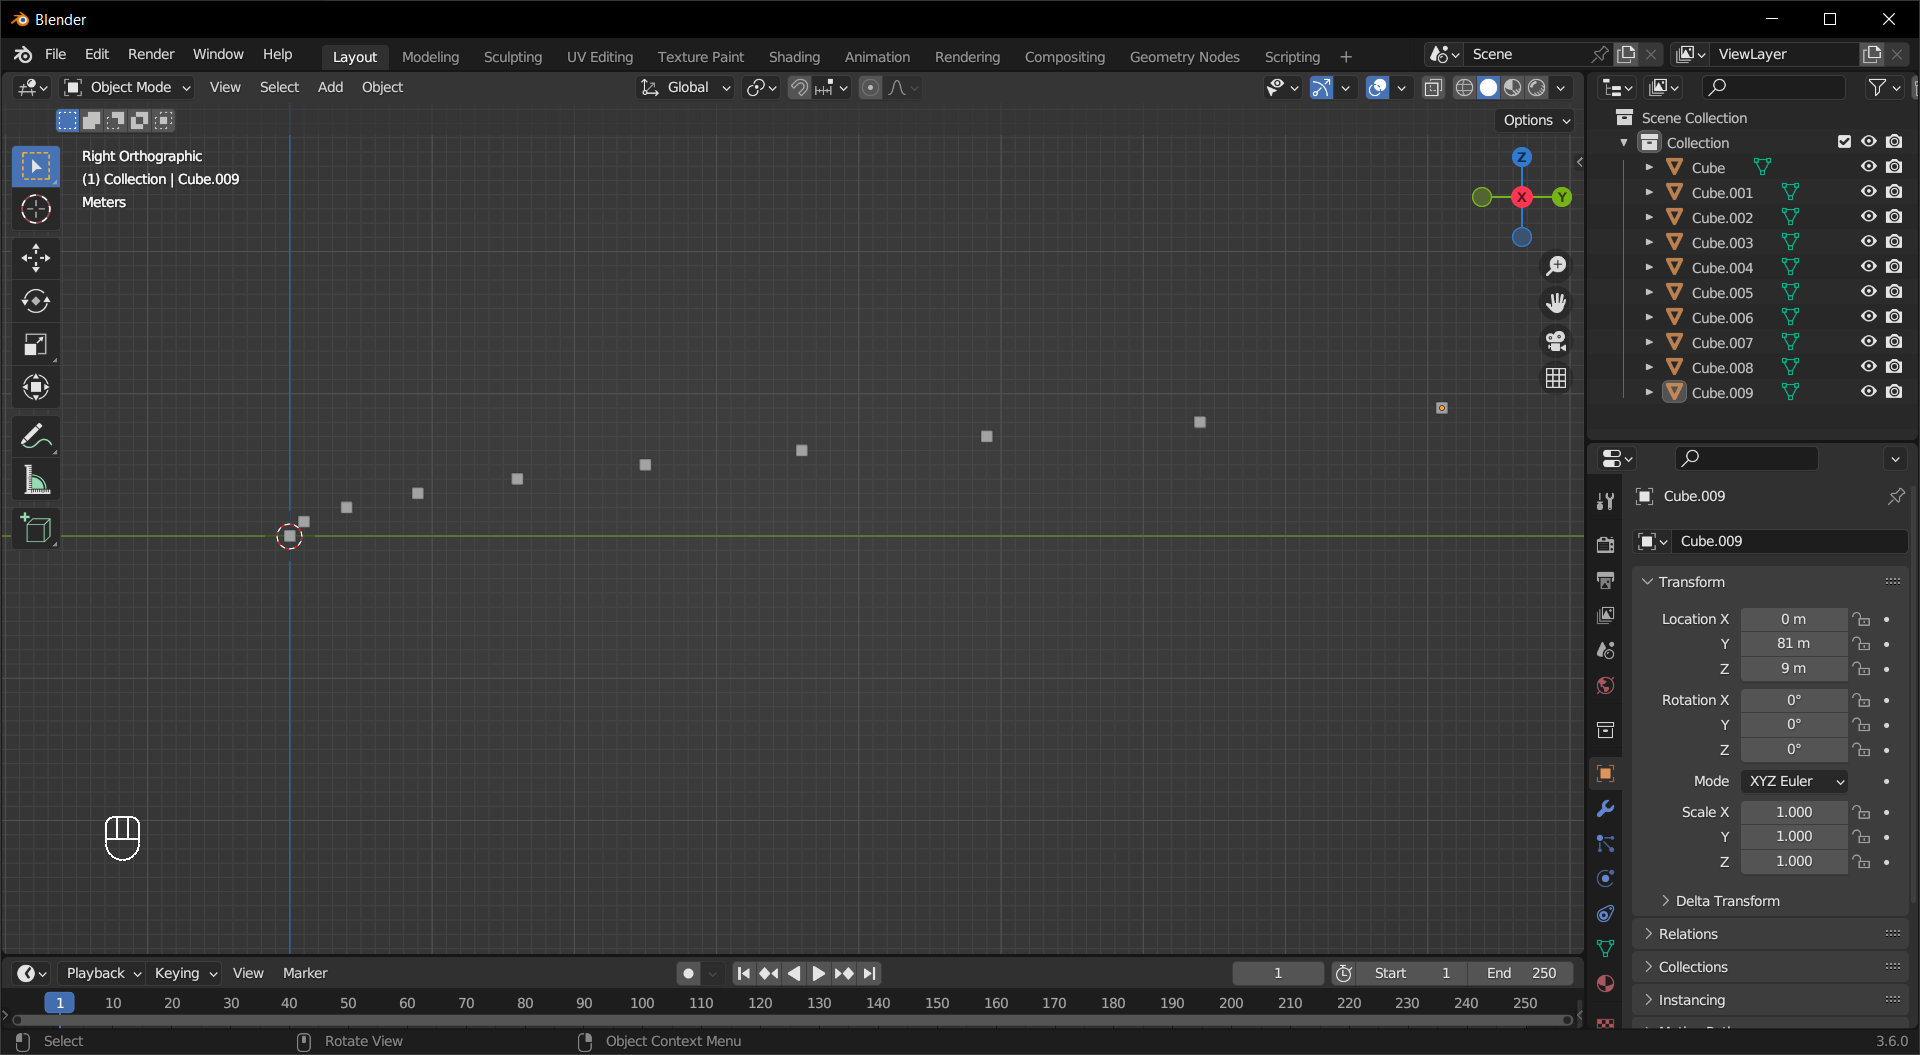 Blender
File Edit Render Window Help Layout Modeling Sculpting UV Editing Texture Paint Shading Animation Rendering Compositing Geometry Nodes Scripting + Scene ViewLayer
Object Mode View Select Add Object Global
Options
Right Orthographic
(1) Collection | Cube.009
Meters
Z
X
Y
Scene Collection
Collection
Cube
Cube.001
Cube.002
Cube.003
Cube.004
Cube.005
Cube.006
Cube.007
Cube.008
Cube.009
Cube.009
Cube.009
Transform
Location X 0 m
Y 81 m
Z 9 m
Rotation X 0°
Y 0°
Z 0°
Mode XYZ Euler
Scale X 1.000
Y 1.000
Z 1.000
Delta Transform
Relations
Collections
Instancing
Playback Keying View Marker 1 Start 1 End 250
1 10 20 30 40 50 60 70 80 90 100 110 120 130 140 150 160 170 180 190 200 210 220 230 240 250
Select Rotate View Object Context Menu 3.6.0